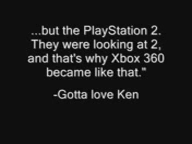 ...but the PlayStation 2.
They were looking at 2,
and that's why Xbox 360
became like that."
-Gotta love Ken